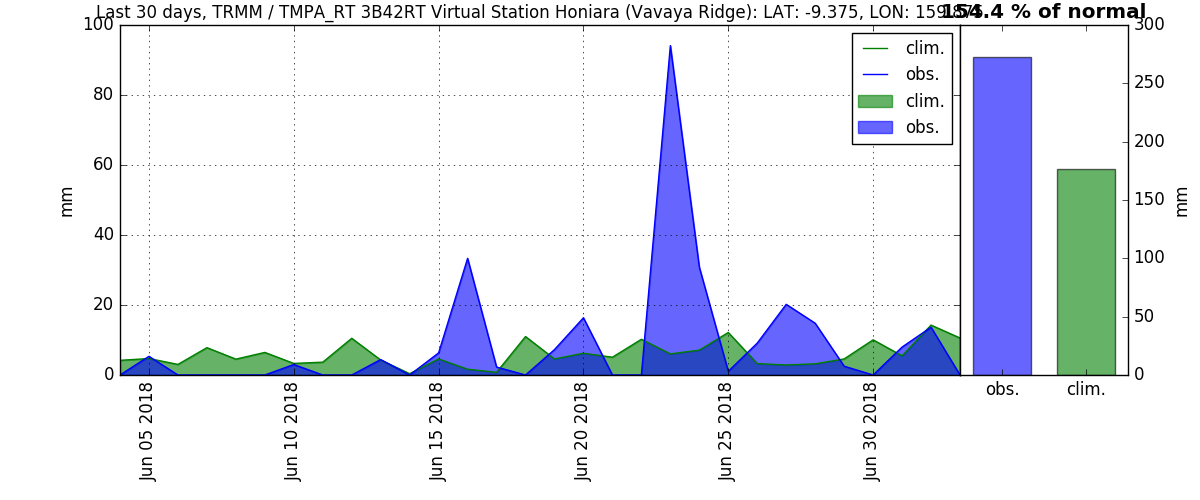 Last 30 days, TRMM / TMPA_RT 3B42RT Virtual Station Honiara (Vavaya Ridge): LAT: -9.375, LON:
154.4 % of normal
100
80
60
40
20
0
mm
clim.
obs.
clim.
obs.
300
250
200
150
100
50
0
mm
Jun 05 2018
Jun 10 2018
Jun 15 2018
Jun 20 2018
Jun 25 2018
Jun 30 2018
obs.
clim.